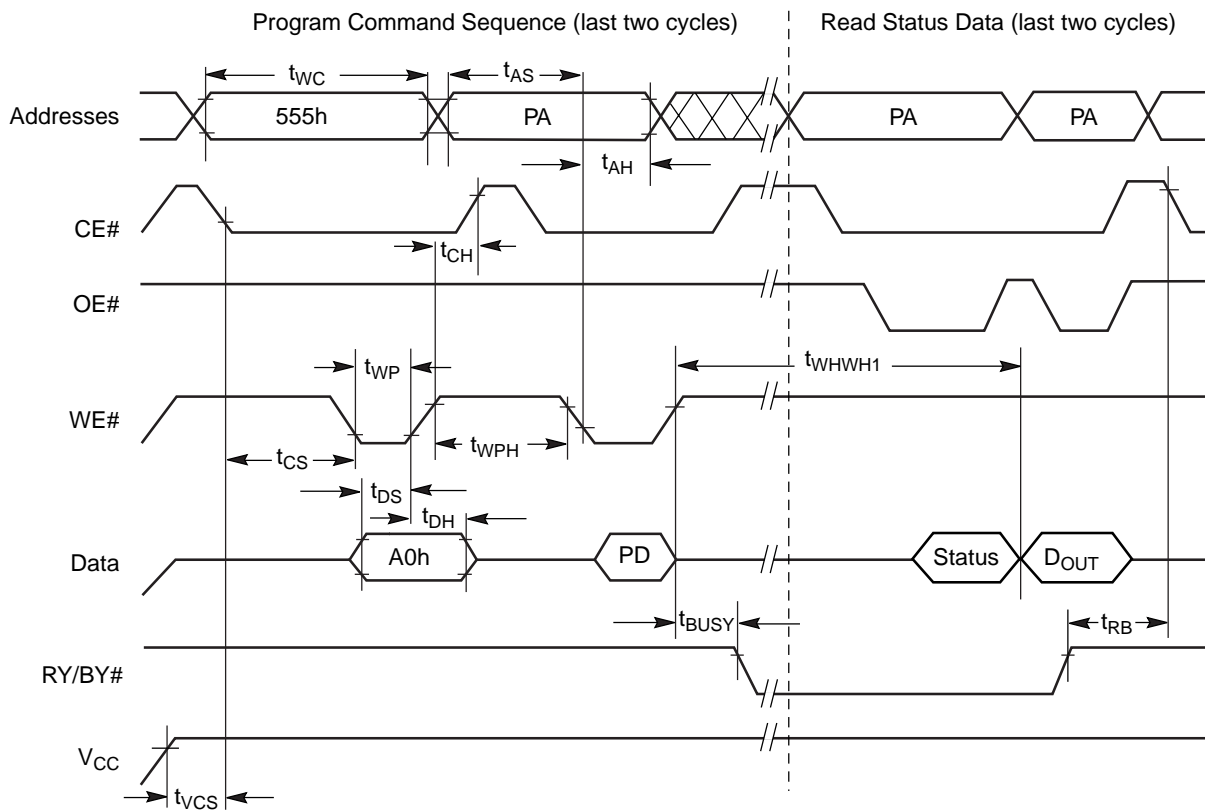 Program Command Sequence (last two cycles) Read Status Data (last two cycles)
tWC tAS
Addresses 555h PA PA PA
tAH
CE#
tCH
OE#
tWP tWHWH1
WE#
tCS tWPH
tDS
tDH
Data A0h PD Status DOUT
tBUSY tRB
RY/BY#
VCC
tVCS